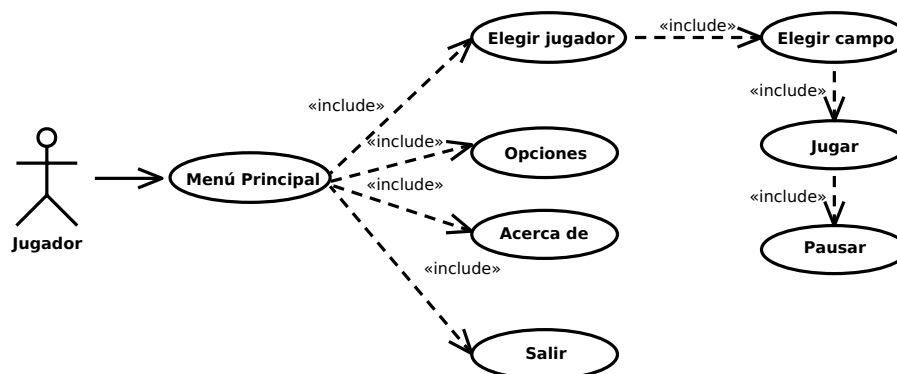 «include»
Elegir jugador
Elegir campo
«include»
«include»
«include»
Opciones
Jugar
Menú Principal
«include»
«include»
Jugador
Acerca de
Pausar
«include»
Salir